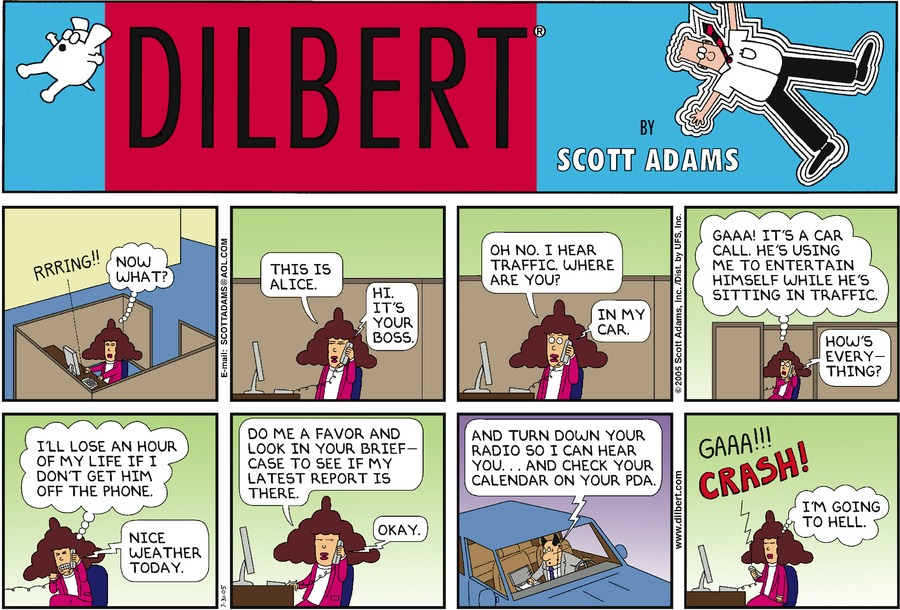 DILBERT®
BY
SCOTT ADAMS
RRRING!!
NOW
WHAT?
E-mail: SCOTTADAMS@AOL.COM
THIS IS
ALICE.
HI.
IT'S
YOUR
BOSS.
OH NO. I HEAR
TRAFFIC. WHERE
ARE YOU?
IN MY
CAR.
© 2005 Scott Adams, Inc./Dist. by UFS, Inc.
GAAA! IT'S A CAR
CALL. HE'S USING
ME TO ENTERTAIN
HIMSELF WHILE HE'S
SITTING IN TRAFFIC.
HOW'S
EVERY-
THING?
I'LL LOSE AN HOUR
OF MY LIFE IF I
DON'T GET HIM
OFF THE PHONE.
NICE
WEATHER
TODAY.
7-31-05
DO ME A FAVOR AND
LOOK IN YOUR BRIEF-
CASE TO SEE IF MY
LATEST REPORT IS
THERE.
OKAY.
AND TURN DOWN YOUR
RADIO SO I CAN HEAR
YOU... AND CHECK YOUR
CALENDAR ON YOUR PDA.
www.dilbert.com
GAAA!!!
CRASH!
I'M GOING
TO HELL.